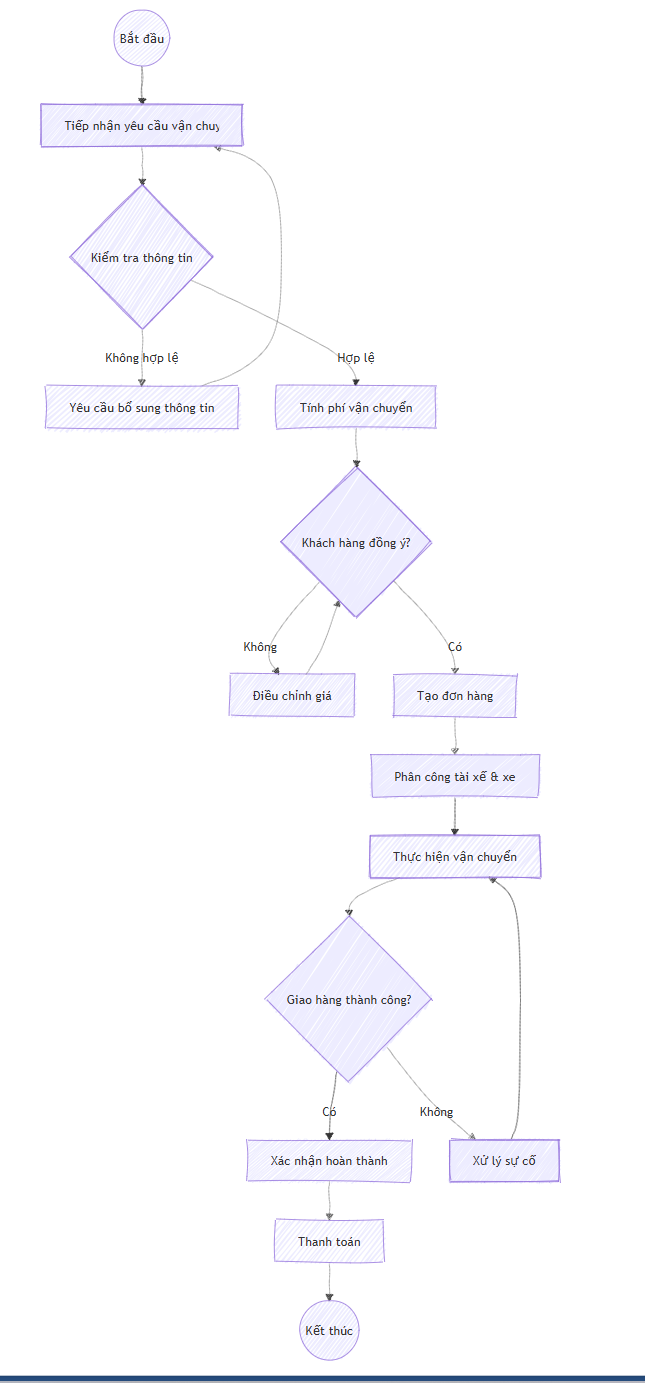 Bắt đầu
Tiếp nhận yêu cầu vận chuy
Kiểm tra thông tin
Không hợp lệ
Hợp lệ
Yêu cầu bổ sung thông tin
Tính phí vận chuyển
Khách hàng đồng ý?
Không
Có
Điều chỉnh giá
Tạo đơn hàng
Phân công tài xế & xe
Thực hiện vận chuyển
Giao hàng thành công?
Có
Không
Xác nhận hoàn thành
Xử lý sự cố
Thanh toán
Kết thúc